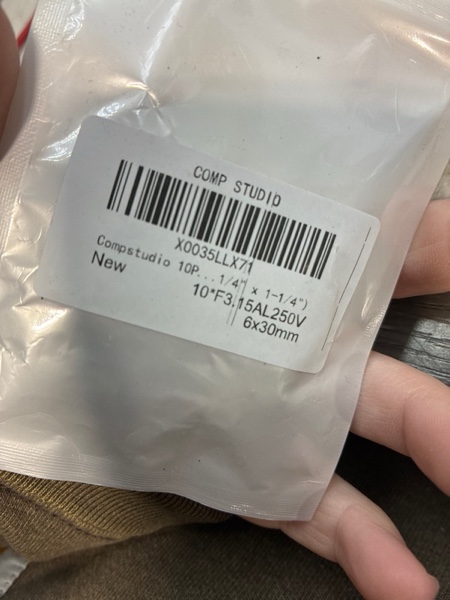 COMP STUDIO
X0035LLX71
Compstudio 10P...1/4" x 1-1/4")
New
10*F3.15AL250V
6x30mm